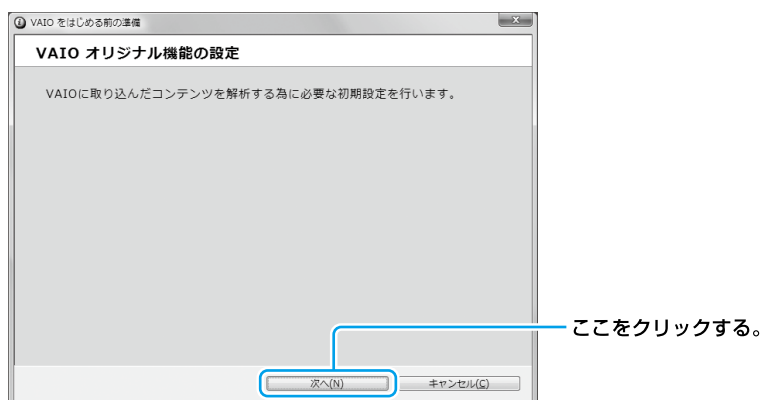 VAIO をはじめる前の準備
VAIO オリジナル機能の設定
VAIOに取り込んだコンテンツを解析する為に必要な初期設定を行います。
ここをクリックする。
次へ(N)
キャンセル(C)